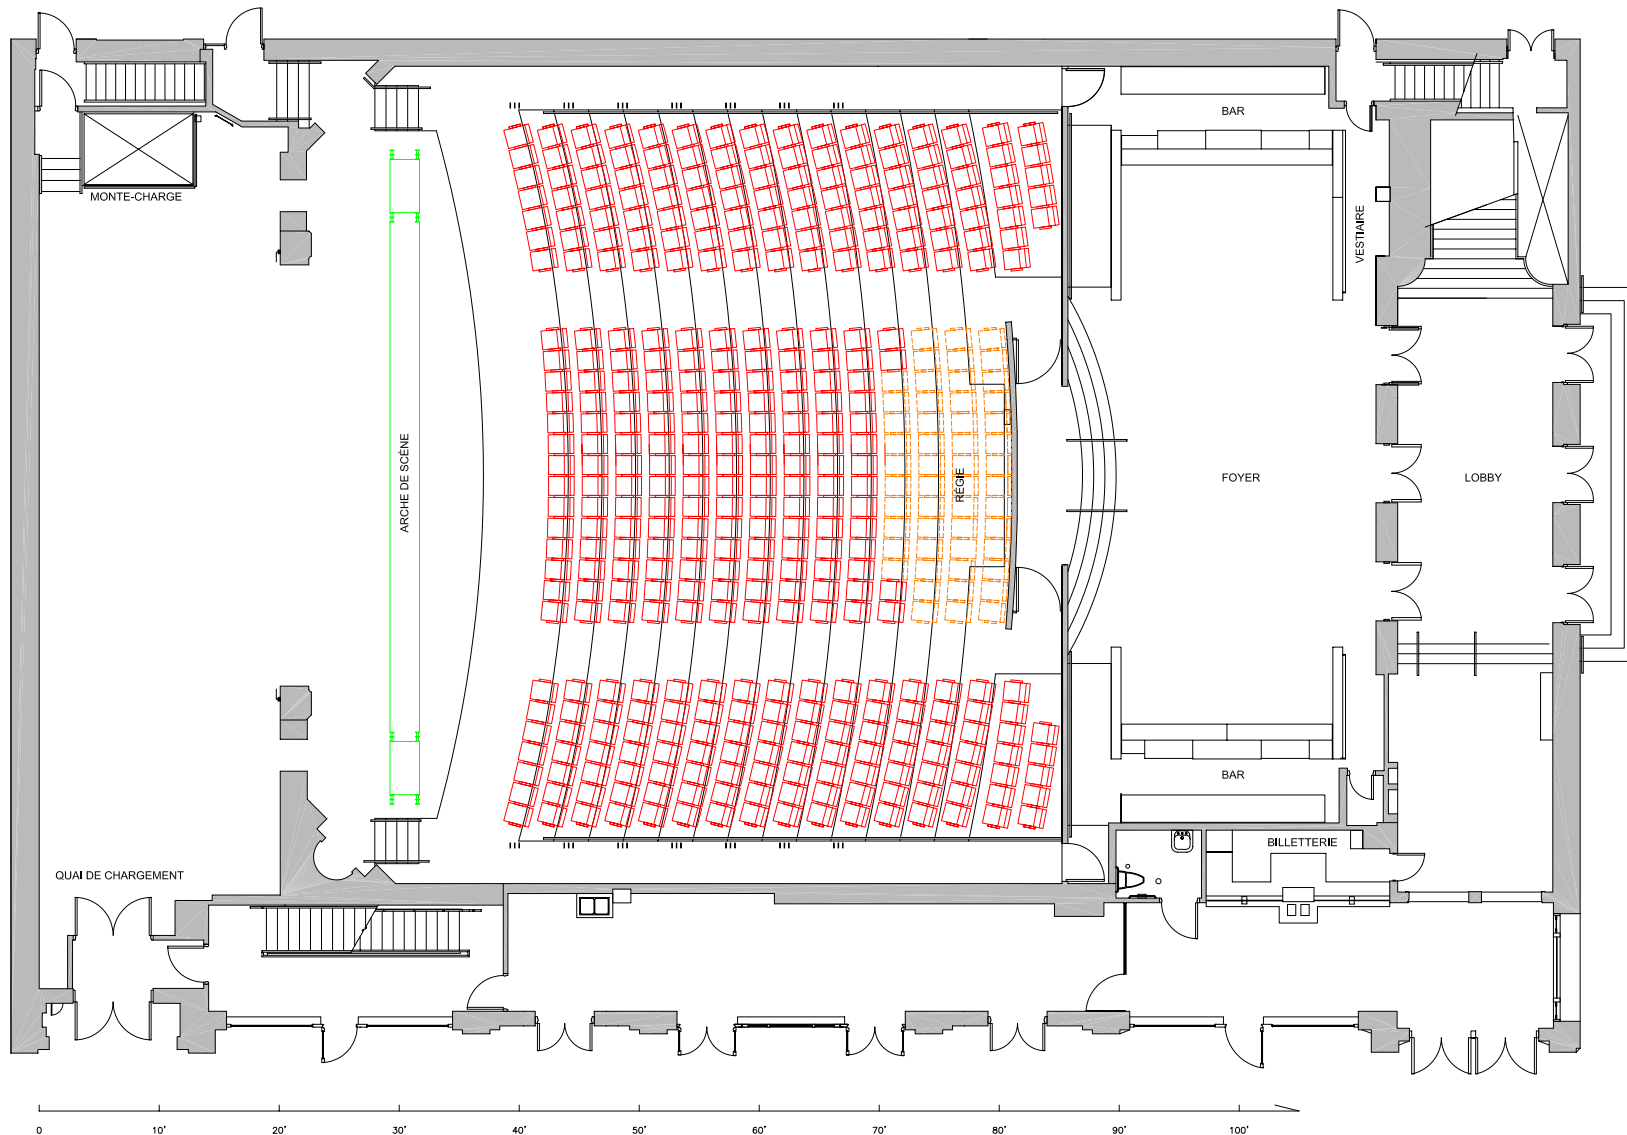 BAR
MONTE-CHARGE
VESTIAIRE
ARCHE DE SCÈNE
RÉGIE
FOYER
LOBBY
BAR
BILLETTERIE
QUAI DE CHARGEMENT
0 10' 20' 30' 40' 50' 60' 70' 80' 90' 100'